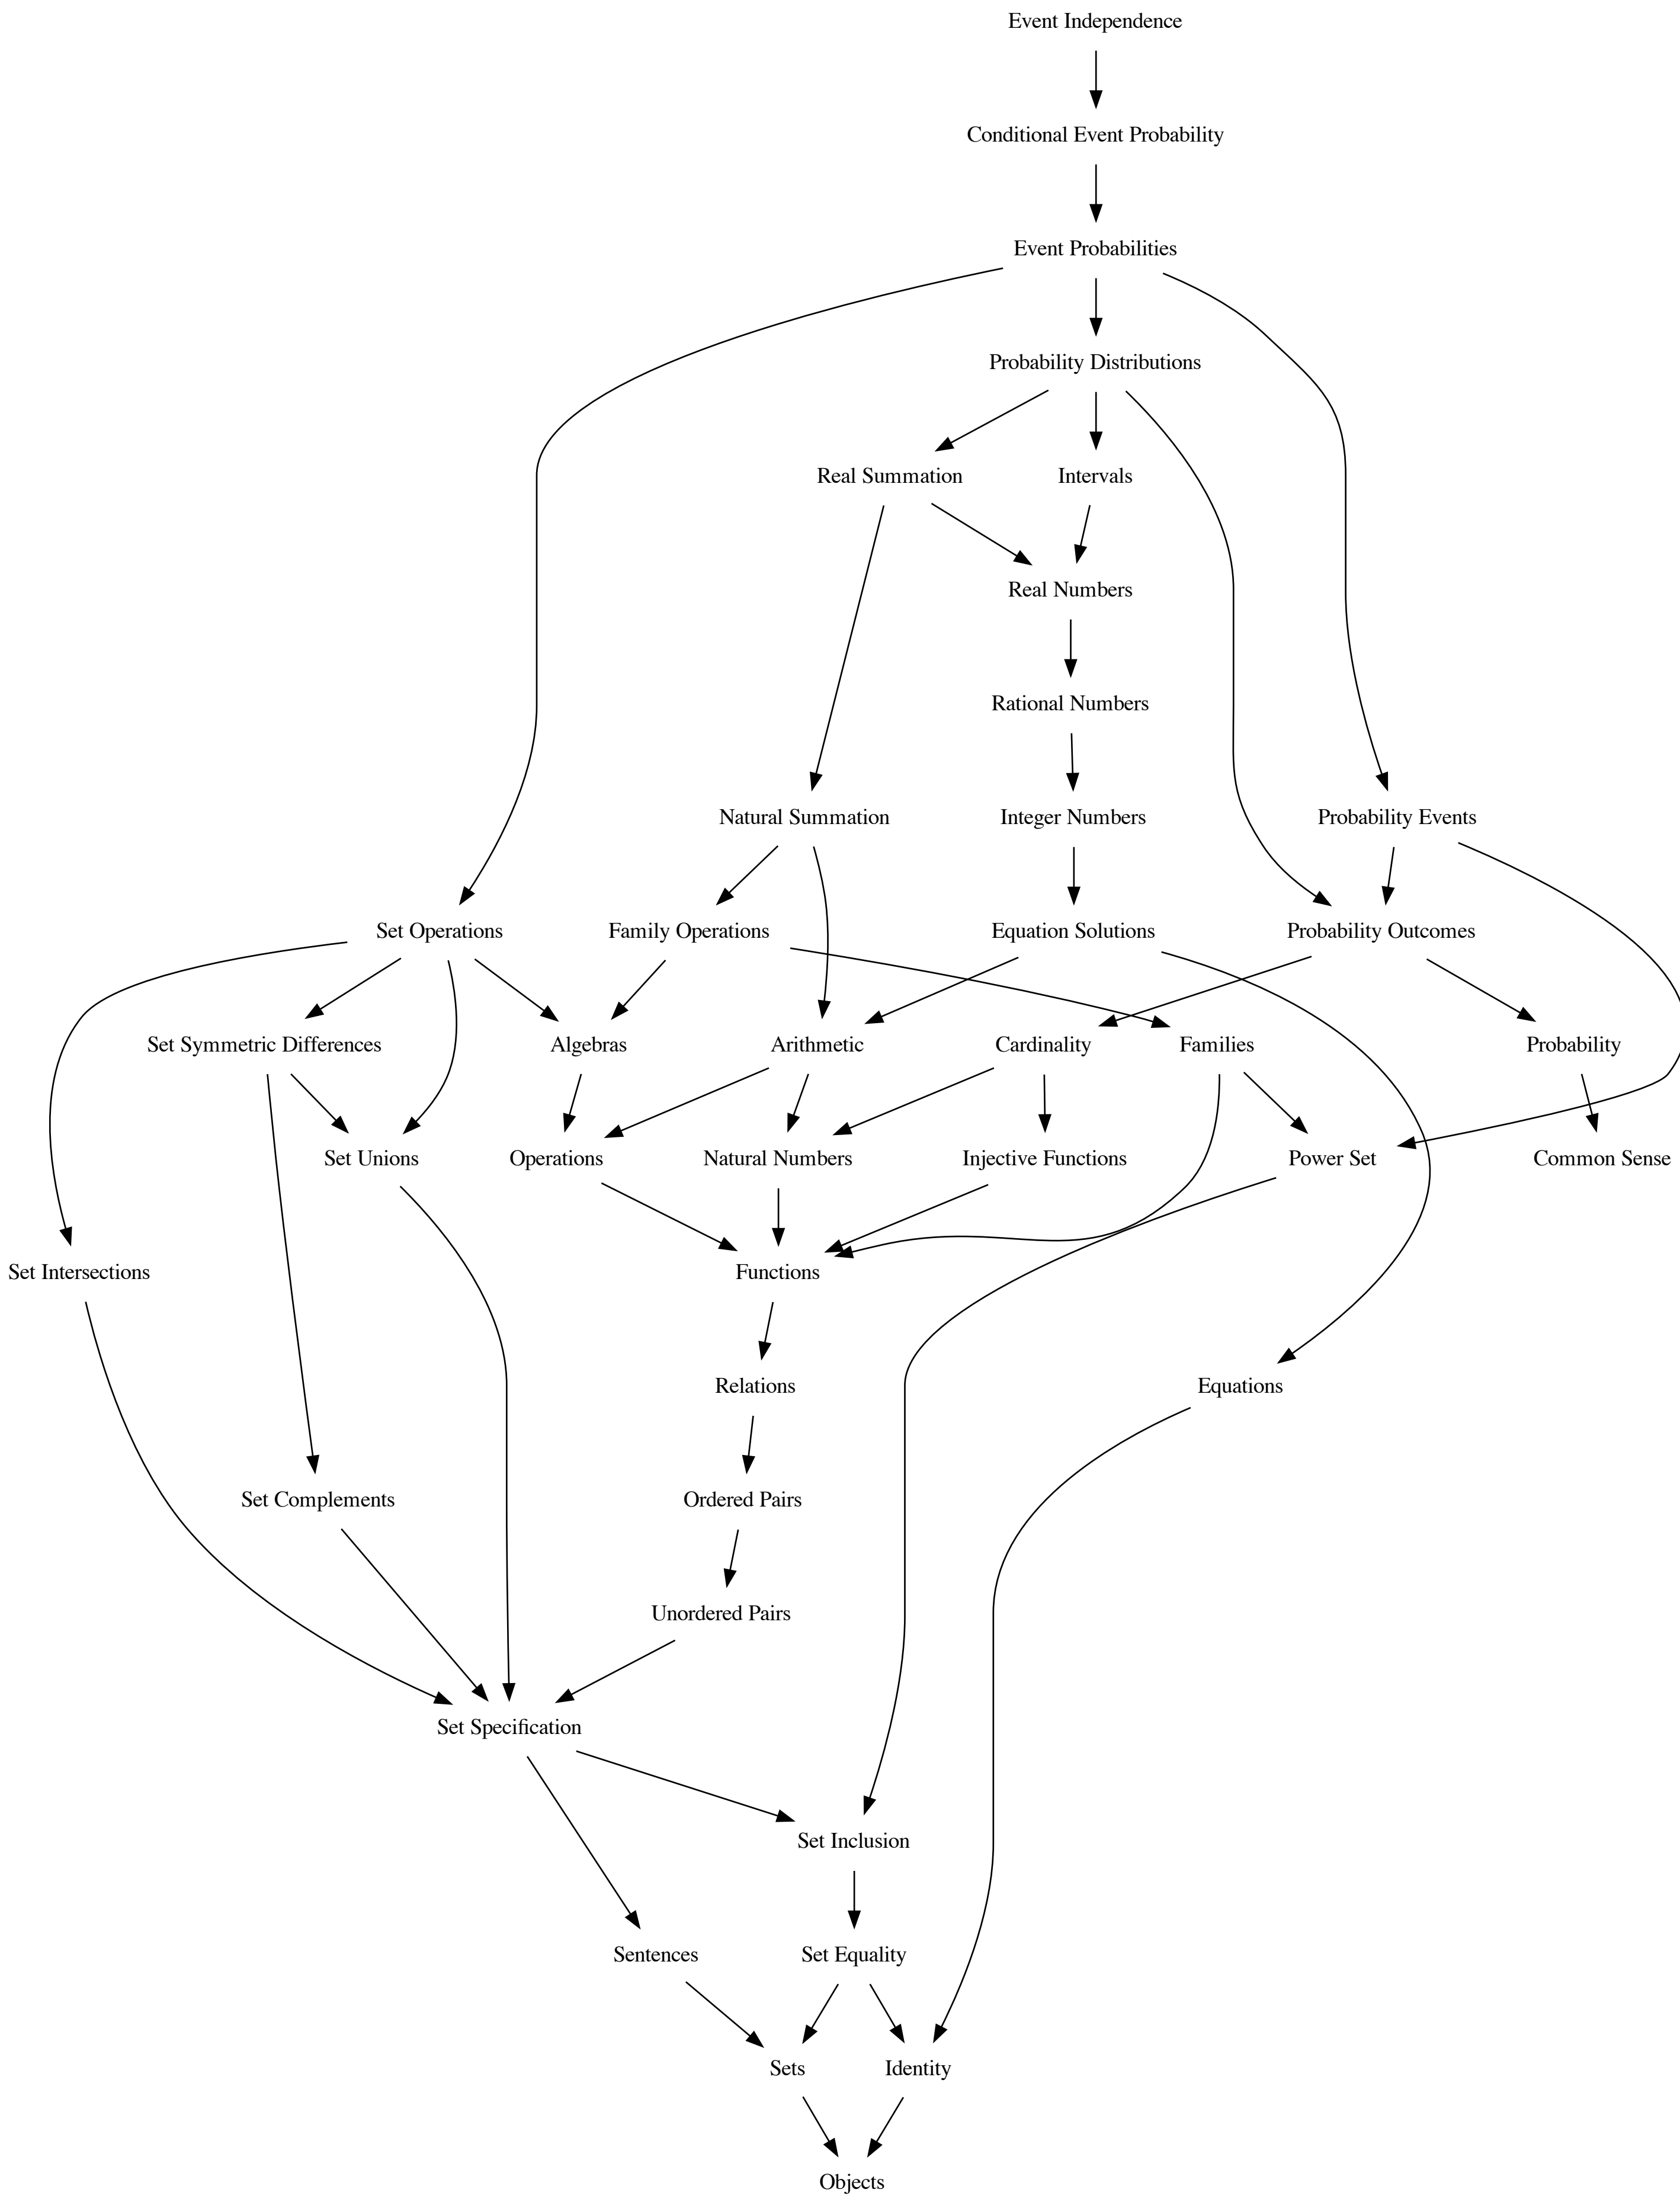 Event Independence
Conditional Event Probability
Event Probabilities
Probability Distributions
Real Summation
Intervals
Real Numbers
Rational Numbers
Natural Summation
Integer Numbers
Probability Events
Set Operations
Family Operations
Equation Solutions
Probability Outcomes
Set Symmetric Differences
Algebras
Arithmetic
Cardinality
Families
Probability
Set Unions
Operations
Natural Numbers
Injective Functions
Power Set
Common Sense
Set Intersections
Functions
Relations
Equations
Set Complements
Ordered Pairs
Unordered Pairs
Set Specification
Set Inclusion
Sentences
Set Equality
Sets
Identity
Objects